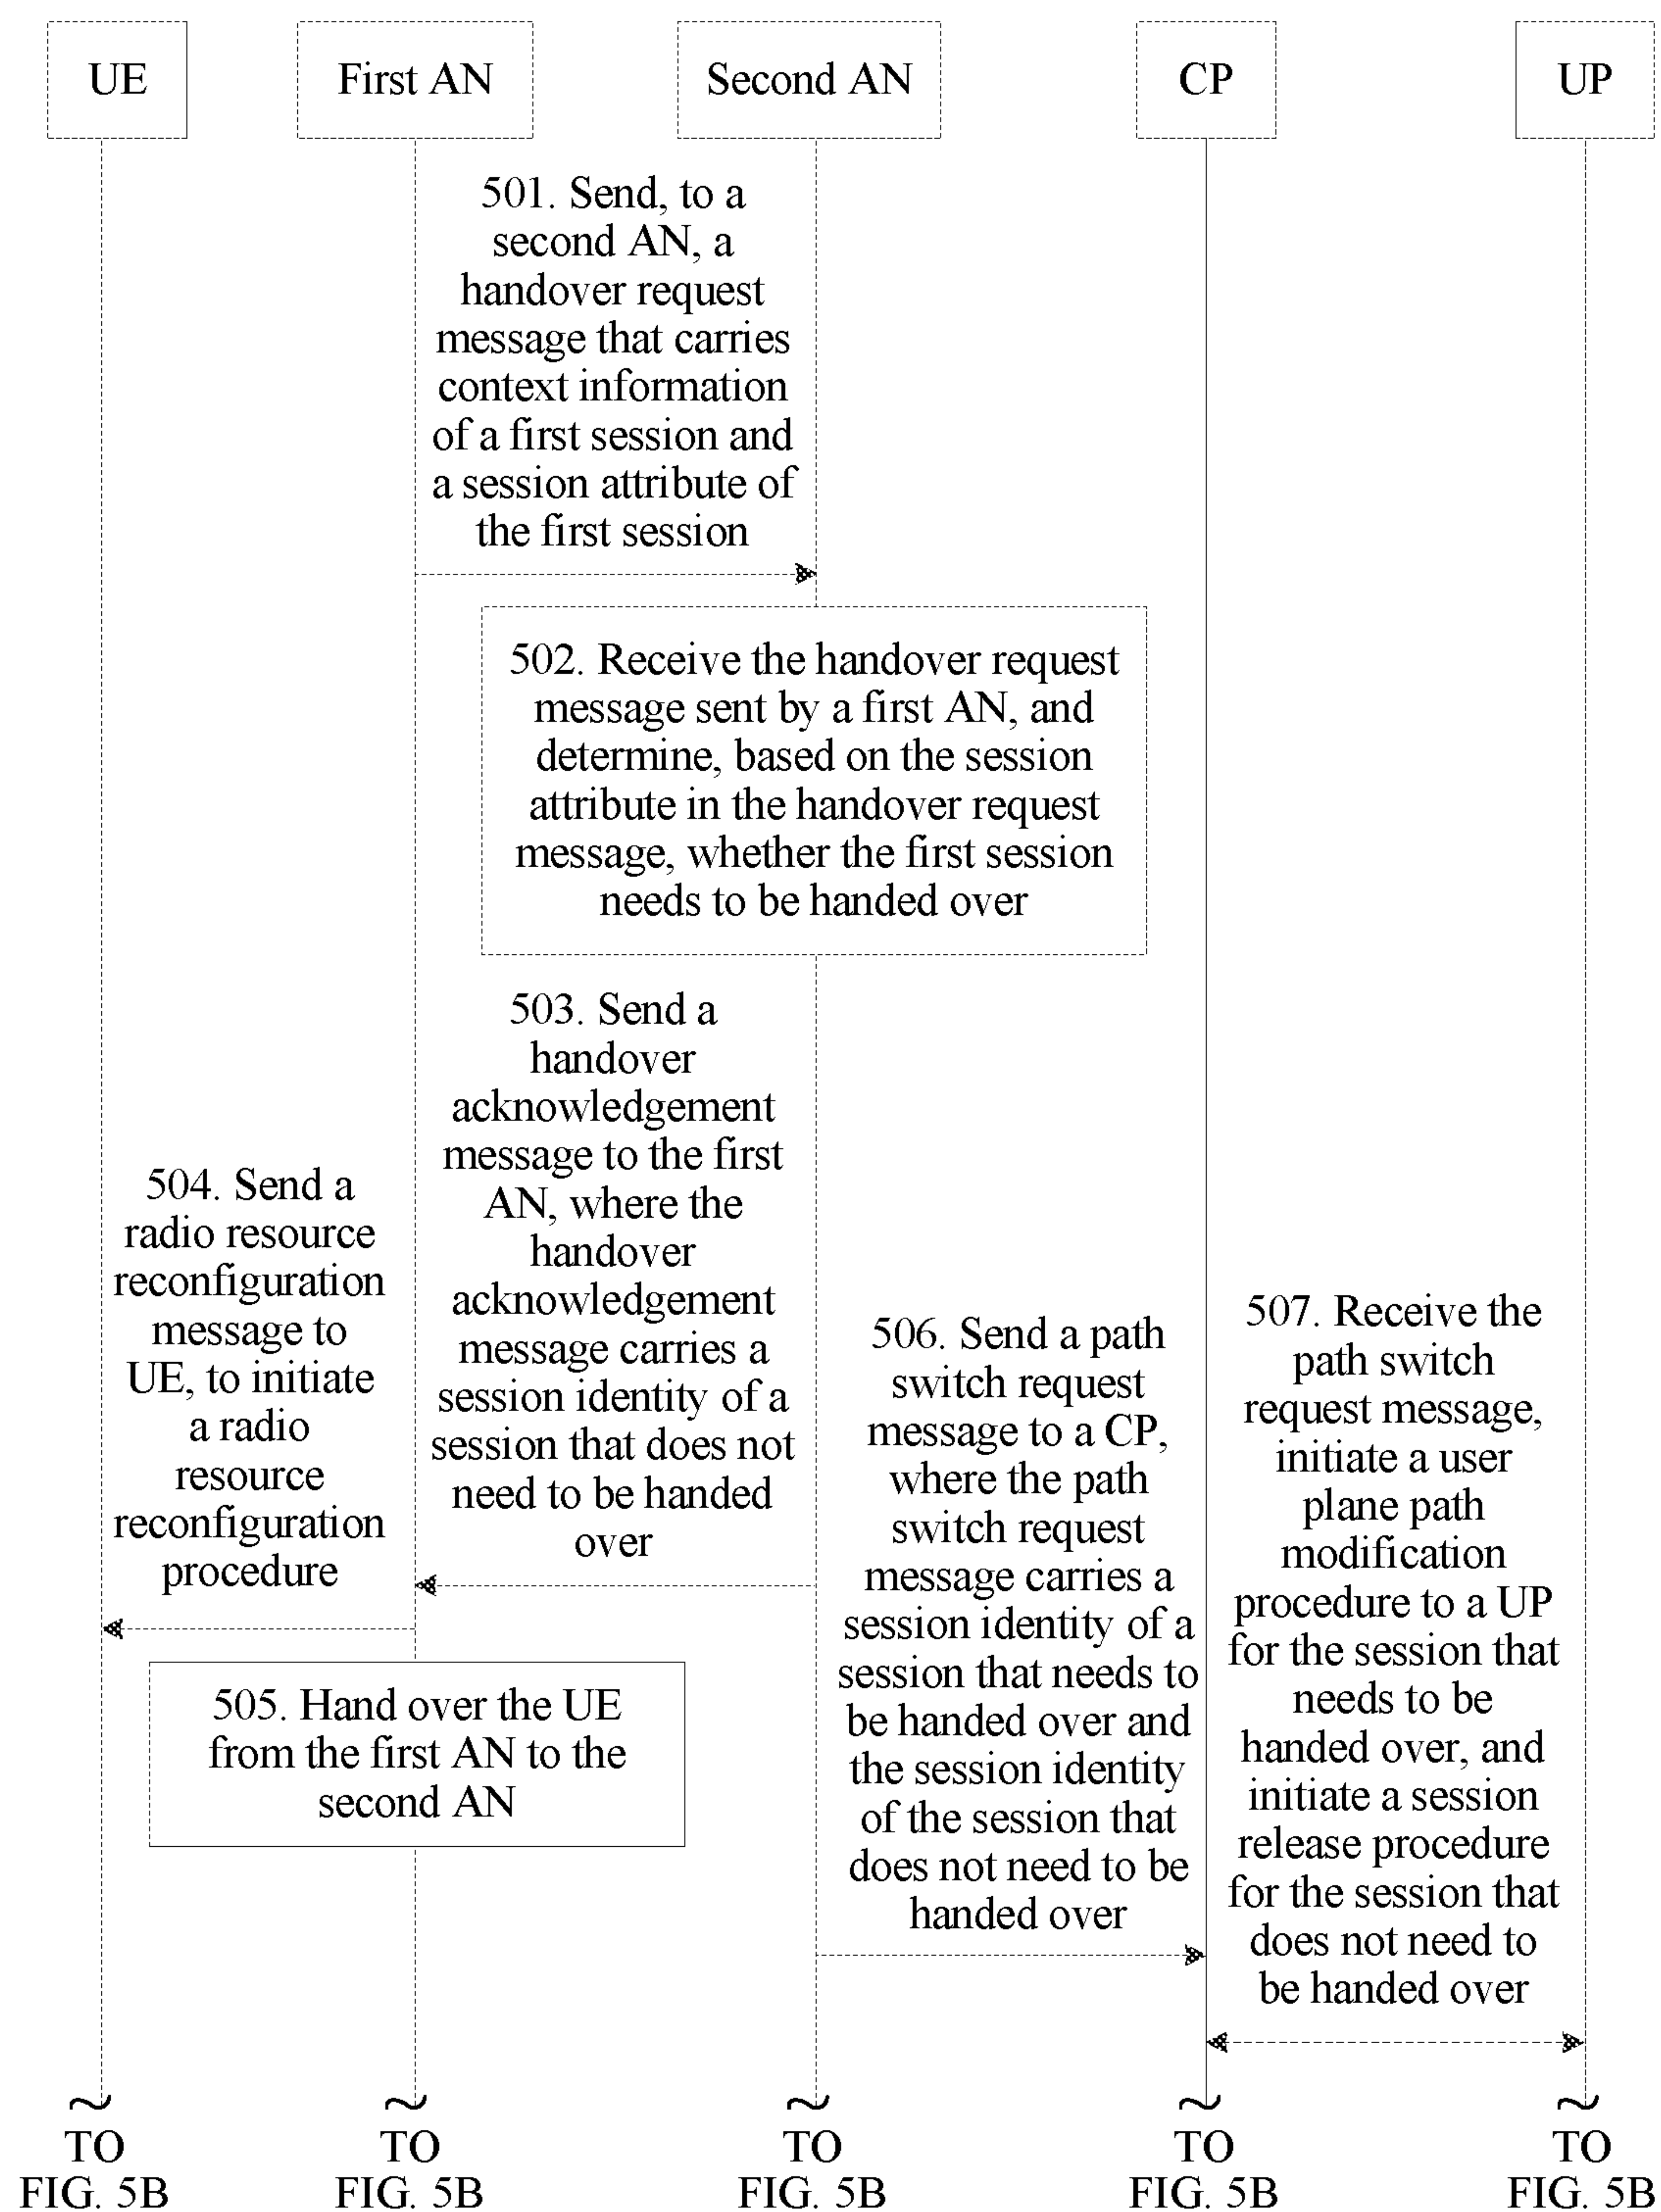 UE
First AN
Second AN
CP
UP
501. Send, to a
second AN, a
handover request
message that carries
context information
of a first session and
a session attribute of
the first session
502. Receive the handover request
message sent by a first AN, and
determine, based on the session
attribute in the handover request
message, whether the first session
needs to be handed over
503. Send a
handover
acknowledgement
message to the first
AN, where the
handover
acknowledgement
message carries a
session identity of a
session that does not
need to be handed
over
504. Send a
radio resource
reconfiguration
message to
UE, to initiate
a radio
resource
reconfiguration
procedure
505. Hand over the UE
from the first AN to the
second AN
506. Send a path
switch request
message to a CP,
where the path
switch request
message carries a
session identity of a
session that needs to
be handed over and
the session identity
of the session that
does not need to be
handed over
507. Receive the
path switch
request message,
initiate a user
plane path
modification
procedure to a UP
for the session that
needs to be
handed over, and
initiate a session
release procedure
for the session that
does not need to
be handed over
TO
FIG. 5B
TO
FIG. 5B
TO
FIG. 5B
TO
FIG. 5B
TO
FIG. 5B